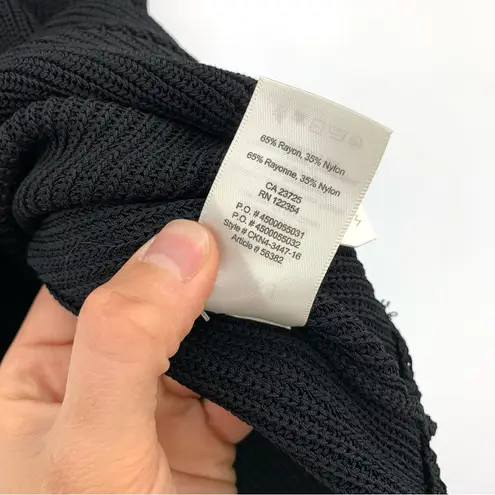 65% Rayon, 35% Nylon
65% Rayonne, 35% Nylon
CA 23725
RN 122354
P.O. # 4500055031
P.O. # 4500055032
Style # CKN4-3447-16
Article # 56382